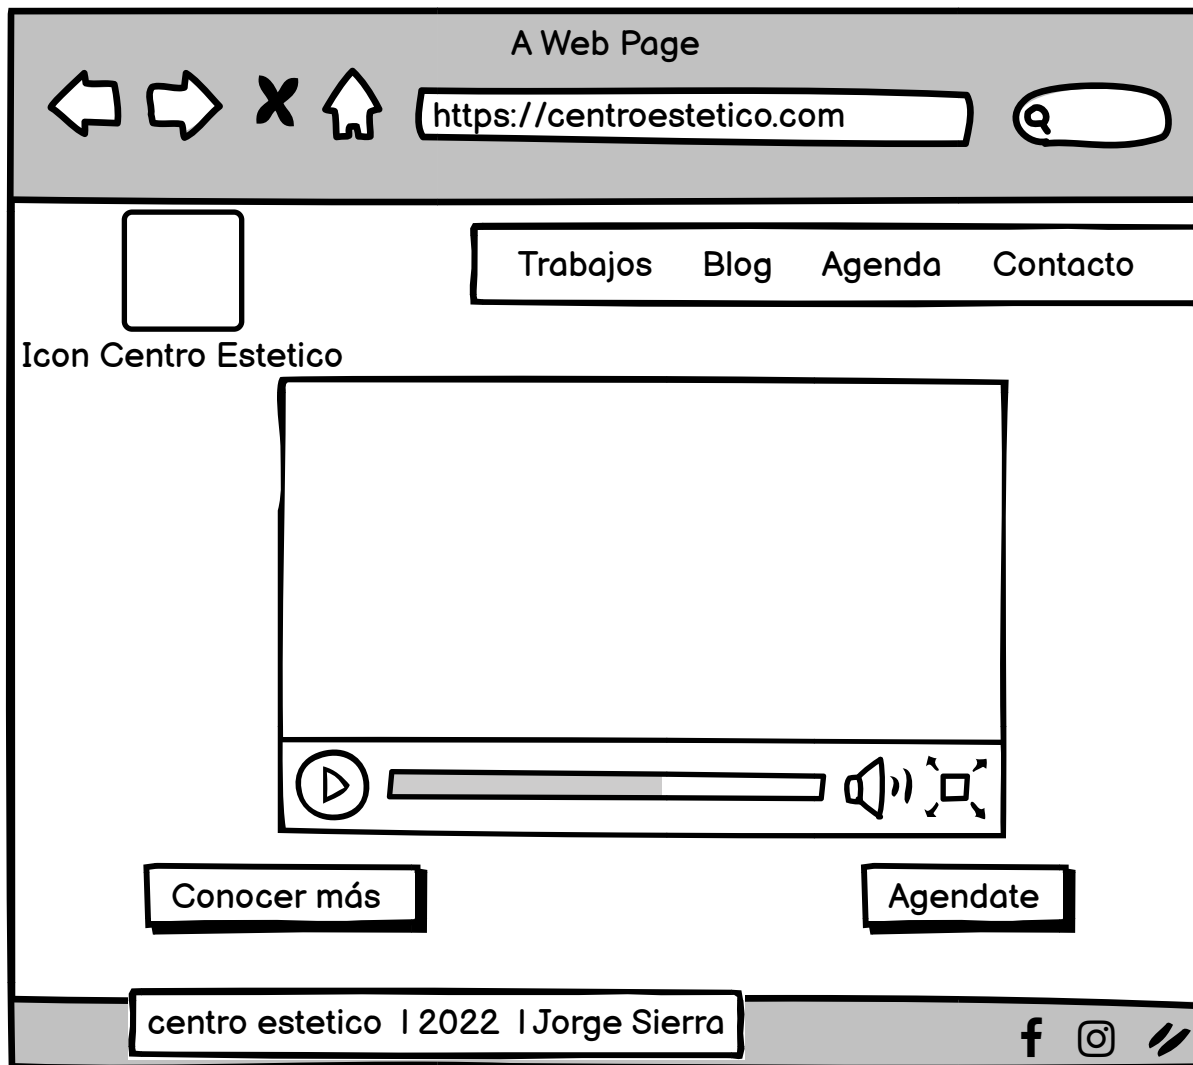 A Web Page
https://centroestetico.com
Trabajos Blog Agenda Contacto
Icon Centro Estetico
Conocer más
Agendate
centro estetico | 2022 | Jorge Sierra